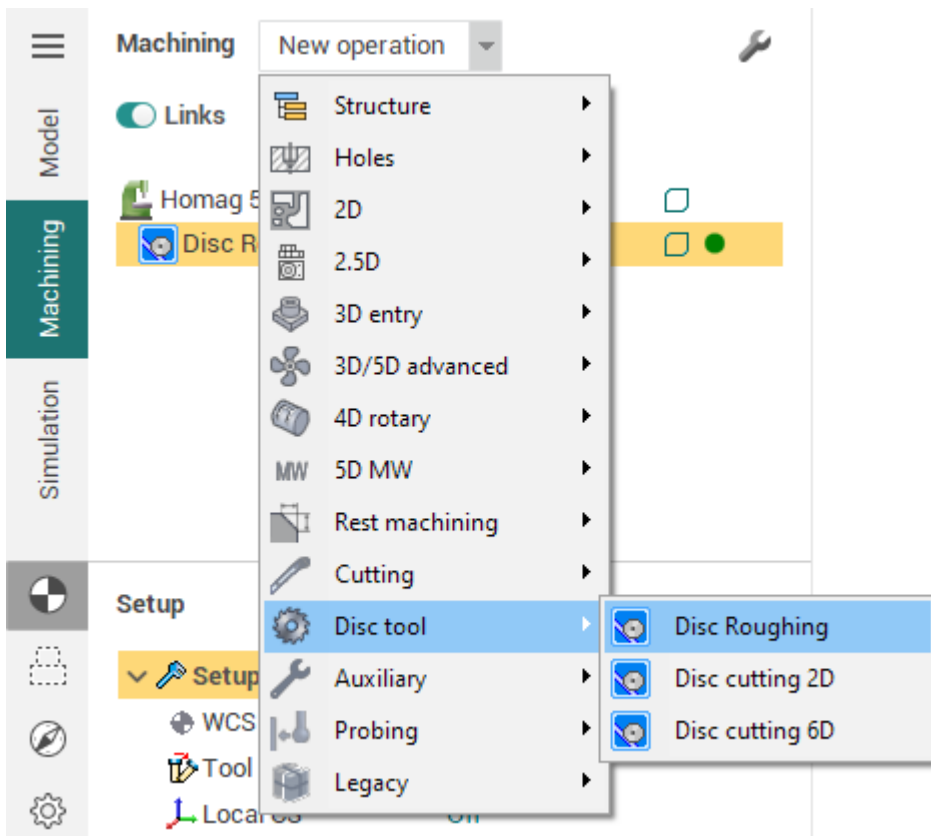 Machining New operation
Links
Model
Machining
Simulation
Homag 5
Disc R
Structure
Holes
2D
2.5D
3D entry
3D/5D advanced
4D rotary
MW 5D MW
Rest machining
Cutting
Disc tool
Auxiliary
Probing
Legacy
Disc Roughing
Disc cutting 2D
Disc cutting 6D
Setup
Setup
WCS
Tool